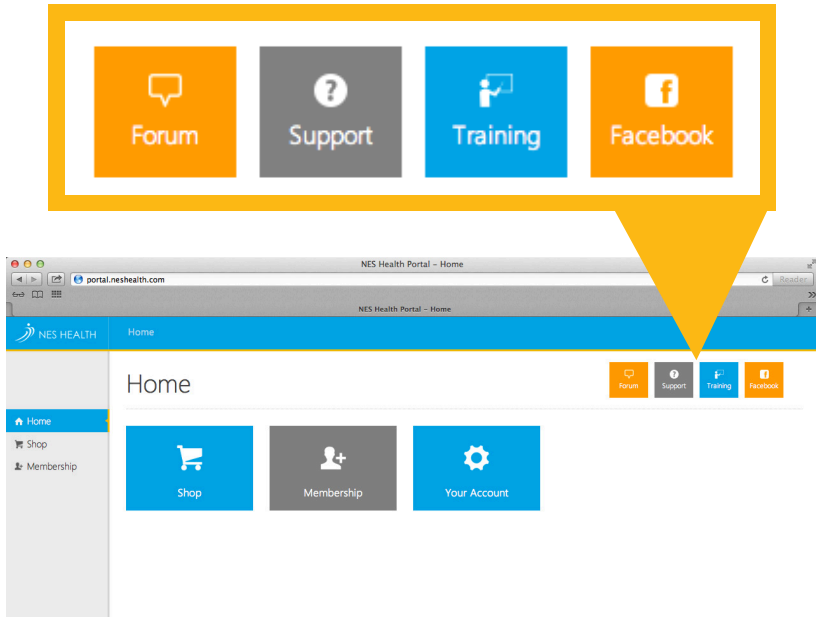 Forum Support Training Facebook
NES Health Portal – Home
portal.neshealth.com Reader
NES Health Portal – Home
NES HEALTH Home
Home
Forum Support Training Facebook
Home
Shop
Membership
Shop Membership Your Account